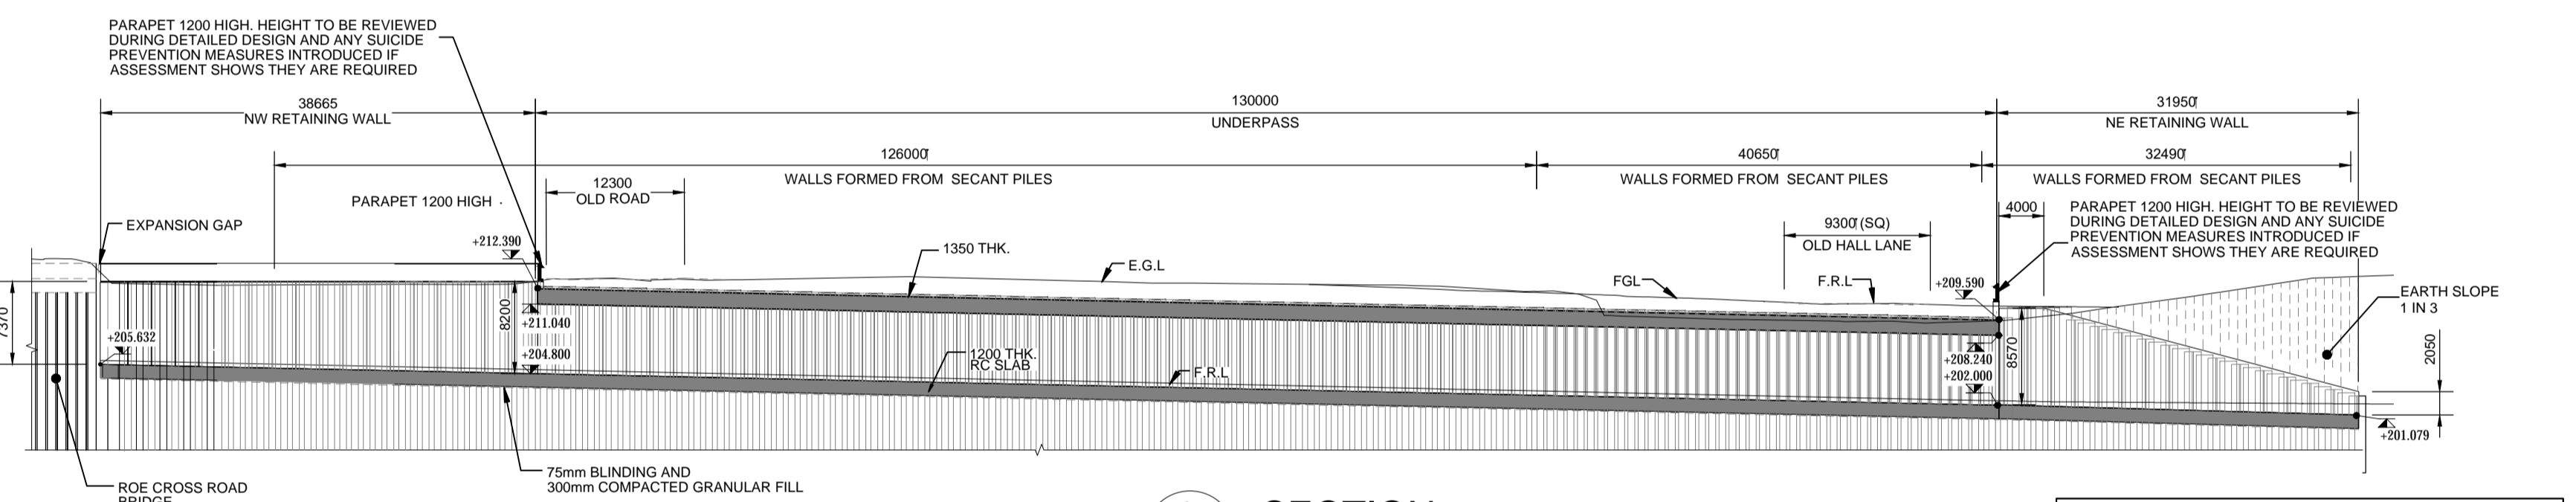 PARAPET 1200 HIGH. HEIGHT TO BE REVIEWED
DURING DETAILED DESIGN AND ANY SUICIDE
PREVENTION MEASURES INTRODUCED IF
ASSESSMENT SHOWS THEY ARE REQUIRED
38665
NW RETAINING WALL
130000
UNDERPASS
31950
NE RETAINING WALL
126000
WALLS FORMED FROM SECANT PILES
40650
WALLS FORMED FROM SECANT PILES
32490
WALLS FORMED FROM SECANT PILES
12300
OLD ROAD
PARAPET 1200 HIGH
EXPANSION GAP
+212.390
1350 THK.
E.G.L
9300 (SQ)
OLD HALL LANE
FGL
F.R.L
+209.590
4000
PARAPET 1200 HIGH. HEIGHT TO BE REVIEWED
DURING DETAILED DESIGN AND ANY SUICIDE
PREVENTION MEASURES INTRODUCED IF
ASSESSMENT SHOWS THEY ARE REQUIRED
EARTH SLOPE
1 IN 3
7370
+205.632
8200
+211.040
+204.800
1200 THK.
RC SLAB
F.R.L
+208.240
+202.000
8570
2050
+201.079
75mm BLINDING AND
300mm COMPACTED GRANULAR FILL
ROE CROSS ROAD
BRIDGE
SECTION